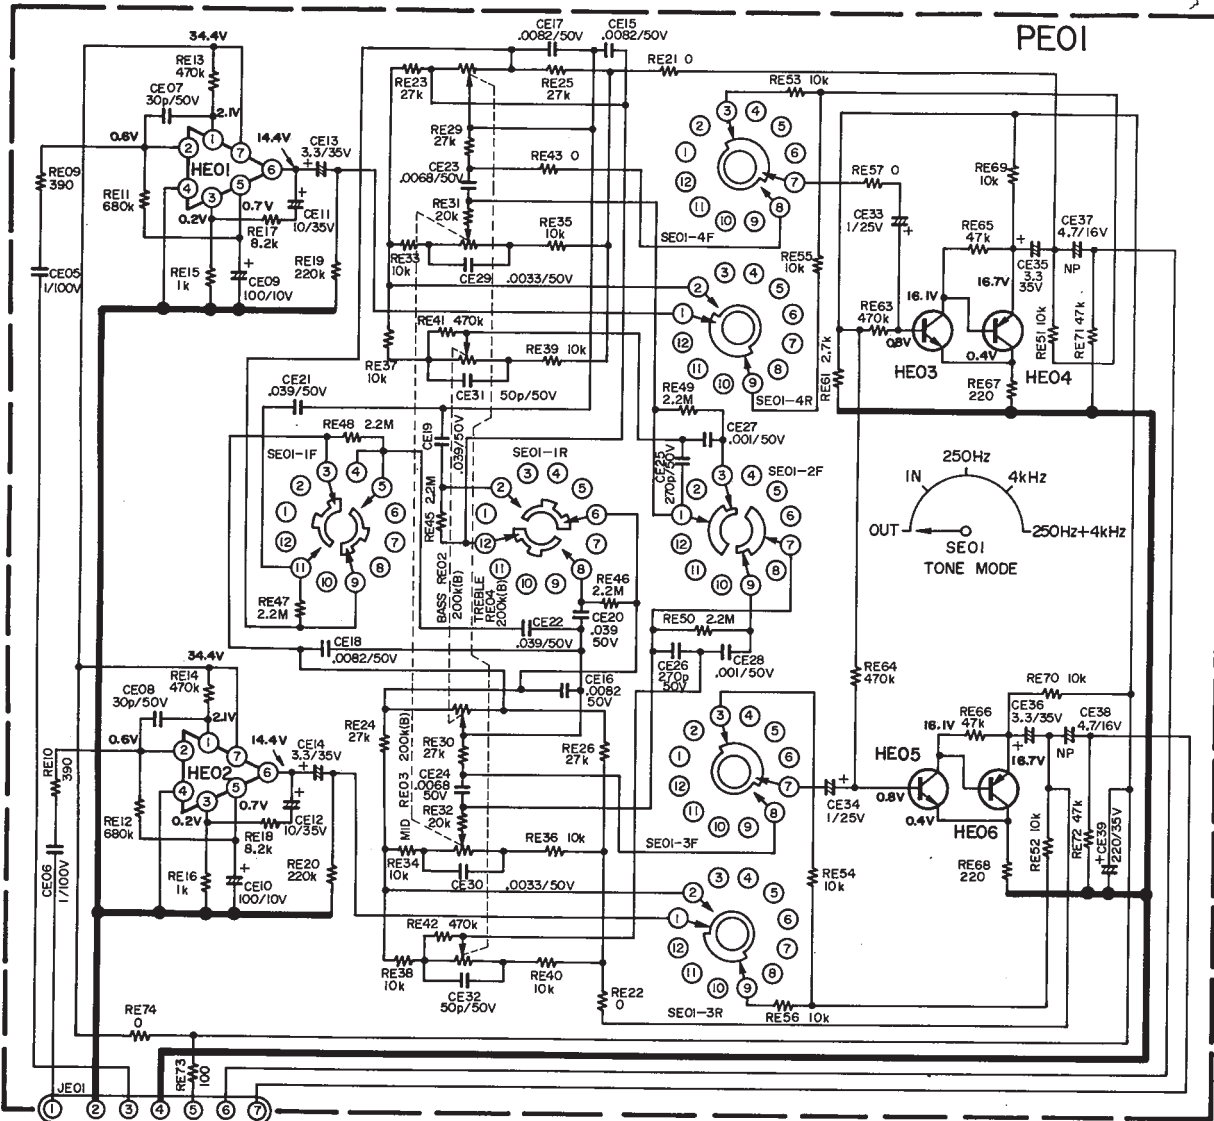 PE01
CE17
.0082/50V
CE15
.0082/50V
34.4V
RE13
470k
CE07
30p/50V
2.1V
0.6V
14.4V
CE13
3.3/35V
HE01
0.2V
0.7V
RE09
390
RE11
680k
RE17
8.2k
CE11
10/35V
RE15
1k
CE09
100/10V
RE19
220k
CE05
1/100V
RE23
27k
RE25
27k
RE21 0
RE29
27k
CE23
.0068/50V
RE43 0
RE31
20k
RE35
10k
RE33
10k
CE29
.0033/50V
RE41 470k
RE37
10k
RE39 10k
CE31
50p/50V
RE53 10k
SE01-4F
RE55
10k
SE01-4R
RE57 0
CE33
1/25V
RE63
470k
0.8V
RE61 2.7k
RE69
10k
RE65
47k
16.1V
16.7V
0.4V
CE35
3.3
35V
CE37
4.7/16V
NP
RE51 10k
RE71 47k
HE03
HE04
RE67
220
CE21
.039/50V
RE48 2.2M
SE01-1F
RE47
2.2M
CE19
.039/50V
RE45 2.2M
BASS RE02
200k(B)
TREBLE
RE04
200k(B)
SE01-1R
RE46
2.2M
CE20
.039
50V
CE22
.039/50V
CE18
.0082/50V
RE49
2.2M
CE27
.001/50V
CE25
270p/50V
SE01-2F
RE50 2.2M
CE26
270p
50V
CE28
.001/50V
IN
250Hz
4kHz
OUT
250Hz+4kHz
SE01
TONE MODE
34.4V
RE14
470k
CE08
30p/50V
2.1V
0.6V
14.4V
CE14
3.3/35V
HE02
0.2V
0.7V
RE10
390
RE12
680k
RE18
8.2k
CE12
10/35V
RE16
1k
CE10
100/10V
RE20
220k
CE06
1/100V
CE16
.0082
50V
RE24
27k
MID RE03 200k(B)
RE30
27k
RE26
27k
CE24
.0068
50V
RE32
20k
RE34
10k
RE36 10k
CE30
.0033/50V
RE42 470k
RE38
10k
RE40
10k
CE32
50p/50V
RE22
0
SE01-3F
RE54
10k
SE01-3R
RE56 10k
RE64
470k
CE34
1/25V
0.8V
0.4V
HE05
HE06
16.1V
RE66
47k
RE70 10k
CE36
3.3/35V
CE38
4.7/16V
NP
16.7V
RE68
220
RE52 10k
RE72 47k
CE39
220/35V
RE74
0
RE73
100
JE01
1 2 3 4 5 6 7